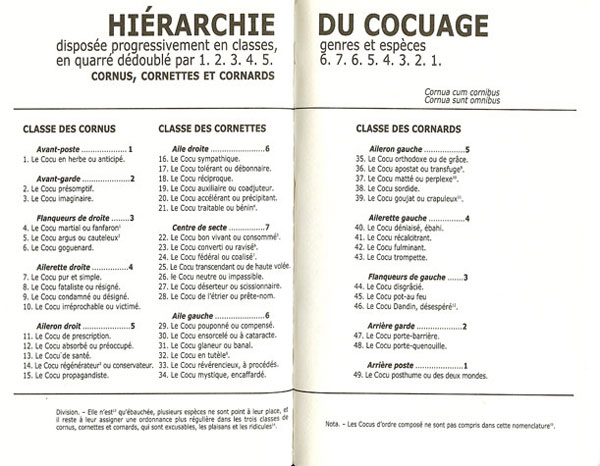 HIÉRARCHIE DU COCUAGE
disposée progressivement en classes, genres et espèces
en quarré dédoublé par 1. 2. 3. 4. 5. 6. 7. 6. 5. 4. 3. 2. 1.
CORNUS, CORNETTES ET CORNARDS
Cornua cum cornibus
Cornua sunt omnibus
CLASSE DES CORNUS
Avant-poste .................... 1
1. Le Cocu en herbe ou anticipé.
Avant-garde .................... 2
2. Le Cocu présomptif.
3. Le Cocu imaginaire.
Flanqueurs de droite ........ 3
4. Le Cocu martial ou fanfaron¹
5. Le Cocu argus ou cauteleux²
6. Le Cocu goguenard.
Ailerette droite ................ 4
7. Le Cocu pur et simple.
8. Le Cocu fataliste ou résigné.
9. Le Cocu condamné ou désigné.
10. Le Cocu irréprochable ou victimé.
Aileron droit .................... 5
11. Le Cocu de prescription.
12. Le Cocu absorbé ou préoccupé.
13. Le Cocu de santé.
14. Le Cocu régénérateur³ ou conservateur.
15. Le Cocu propagandiste.
CLASSE DES CORNETTES
Aile droite ........................ 6
16. Le Cocu sympathique.
17. Le Cocu tolérant ou débonnaire.
18. Le Cocu réciproque.
19. Le Cocu auxiliaire ou coadjuteur.
20. Le Cocu accélérant ou précipitant.
21. Le Cocu traitable ou bénin⁴.
Centre de secte ................ 7
22. Le Cocu bon vivant ou consommé⁵.
23. Le Cocu converti ou ravisé⁶.
24. Le Cocu fédéral ou coalisé⁷.
25. Le Cocu transcendant ou de haute volée.
26. le Cocu neutre ou impossible.
27. Le Cocu déserteur ou scissionnaire.
28. Le Cocu de l'étrier ou prête-nom.
Aile gauche ...................... 6
29. Le Cocu pouponné ou compensé.
30. Le Cocu ensorcelé ou à cataracte.
31. Le Cocu glaneur ou banal.
32. Le Cocu en tutèle⁸.
33. Le Cocu révérencieux, à procédés.
34. Le Cocu mystique, encaffardé.
CLASSE DES CORNARDS
Aileron gauche .................. 5
35. Le Cocu orthodoxe ou de grâce.
36. Le Cocu apostat ou transfuge⁹.
37. Le Cocu matté ou perplexe¹⁰.
38. Le Cocu sordide.
39. Le Cocu goujat ou crapuleux¹¹.
Ailerette gauche ................ 4
40. Le Cocu déniaisé, ébahi.
41. Le Cocu récalcitrant.
42. Le Cocu fulminant.
43. Le Cocu trompette.
Flanqueurs de gauche ...... 3
44. Le Cocu disgrâcié.
45. Le Cocu pot-au feu
46. Le Cocu Dandin, désespéré¹².
Arrière garde .................... 2
47. Le Cocu porte-barrière.
48. Le Cocu porte-quenouille.
Arrière poste .................... 1
49. Le Cocu posthume ou des deux mondes.
Division. – Elle n'est¹³ qu'ébauchée, plusieurs espèces ne sont point à leur place, et
il reste à leur assigner une ordonnance plus régulière dans les trois classes de
cornus, cornettes et cornards, qui sont excusables, les plaisans et les ridicules¹⁴.
Nota. – Les Cocus d'ordre composé ne sont pas compris dans cette nomenclature¹⁵.